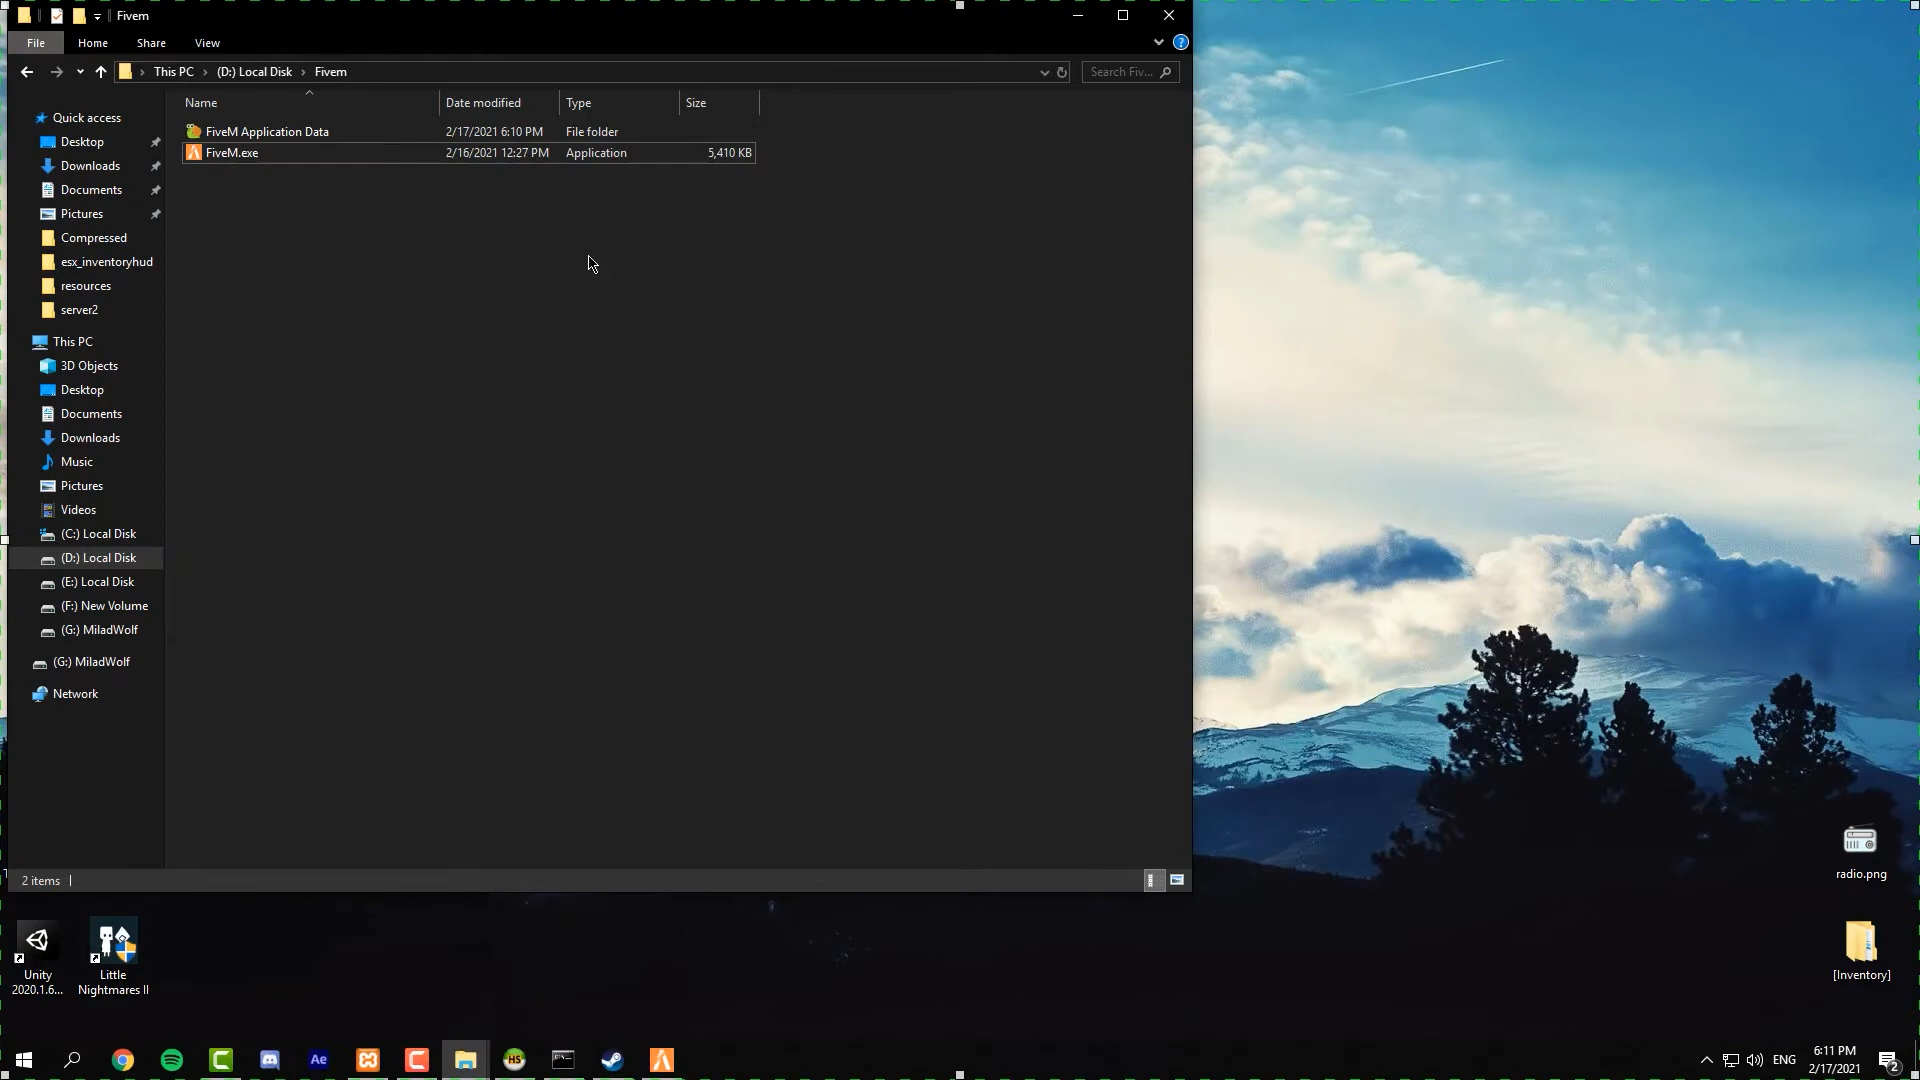 Fivem
File Home Share View
This PC (D:) Local Disk Fivem
Search Fiv...
Name Date modified Type Size
FiveM Application Data 2/17/2021 6:10 PM File folder
FiveM.exe 2/16/2021 12:27 PM Application 5,410 KB
Quick access
Desktop
Downloads
Documents
Pictures
Compressed
esx_inventoryhud
resources
server2
This PC
3D Objects
Desktop
Documents
Downloads
Music
Pictures
Videos
(C:) Local Disk
(D:) Local Disk
(E:) Local Disk
(F:) New Volume
(G:) MiladWolf
(G:) MiladWolf
Network
2 items
radio.png
[Inventory]
Unity
2020.1.6...
Little
Nightmares II
Ae
HS
ENG
6:11 PM
2/17/2021
2